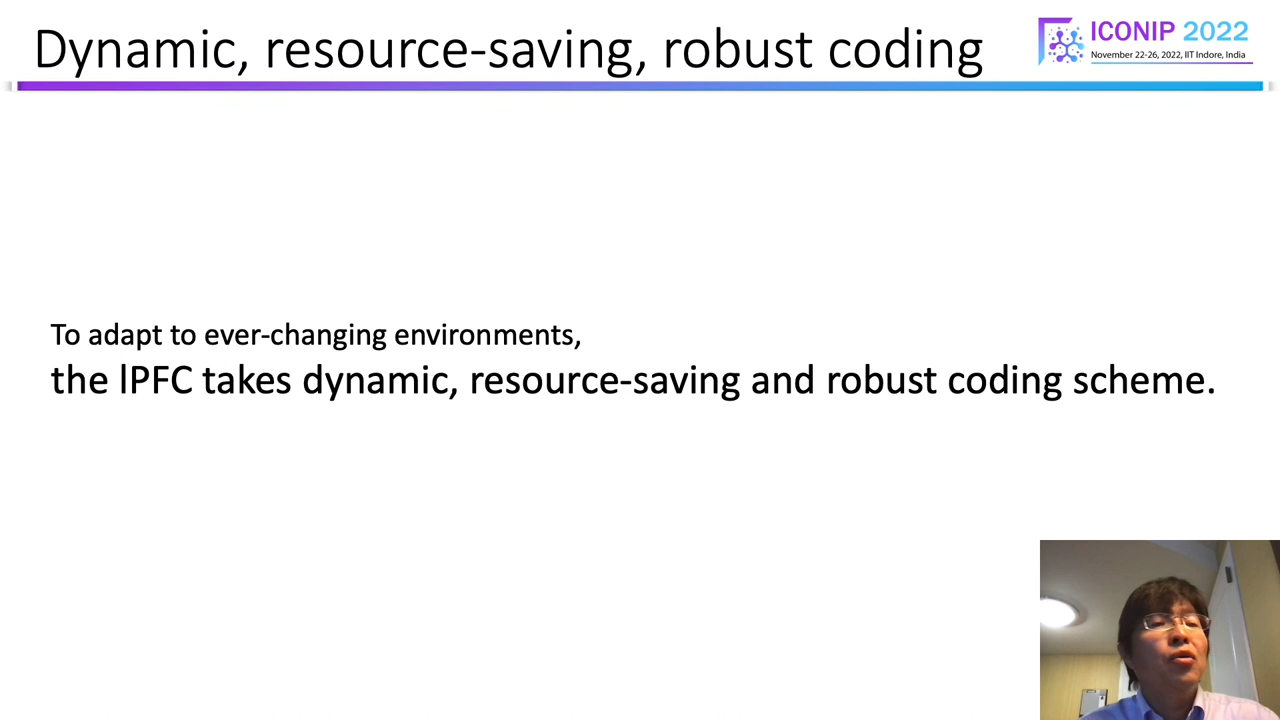 Dynamic, resource-saving, robust coding
ICONIP 2022
November 22-26, 2022, IIT Indore, India
To adapt to ever-changing environments,
the lPFC takes dynamic, resource-saving and robust coding scheme.